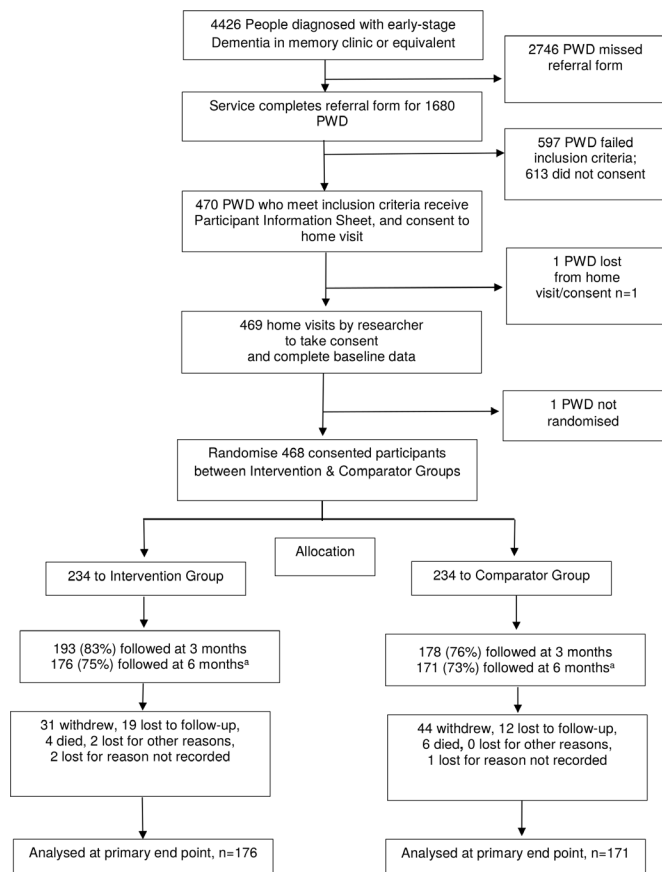 4426 People diagnosed with early-stage
Dementia in memory clinic or equivalent
2746 PWD missed
referral form
Service completes referral form for 1680
PWD
597 PWD failed
inclusion criteria;
613 did not consent
470 PWD who meet inclusion criteria receive
Participant Information Sheet, and consent to
home visit
1 PWD lost
from home
visit/consent n=1
469 home visits by researcher
to take consent
and complete baseline data
1 PWD not
randomised
Randomise 468 consented participants
between Intervention & Comparator Groups
Allocation
234 to Intervention Group
234 to Comparator Group
193 (83%) followed at 3 months
176 (75%) followed at 6 monthsᵃ
178 (76%) followed at 3 months
171 (73%) followed at 6 monthsᵃ
31 withdrew, 19 lost to follow-up,
4 died, 2 lost for other reasons,
2 lost for reason not recorded
44 withdrew, 12 lost to follow-up,
6 died, 0 lost for other reasons,
1 lost for reason not recorded
Analysed at primary end point, n=176
Analysed at primary end point, n=171